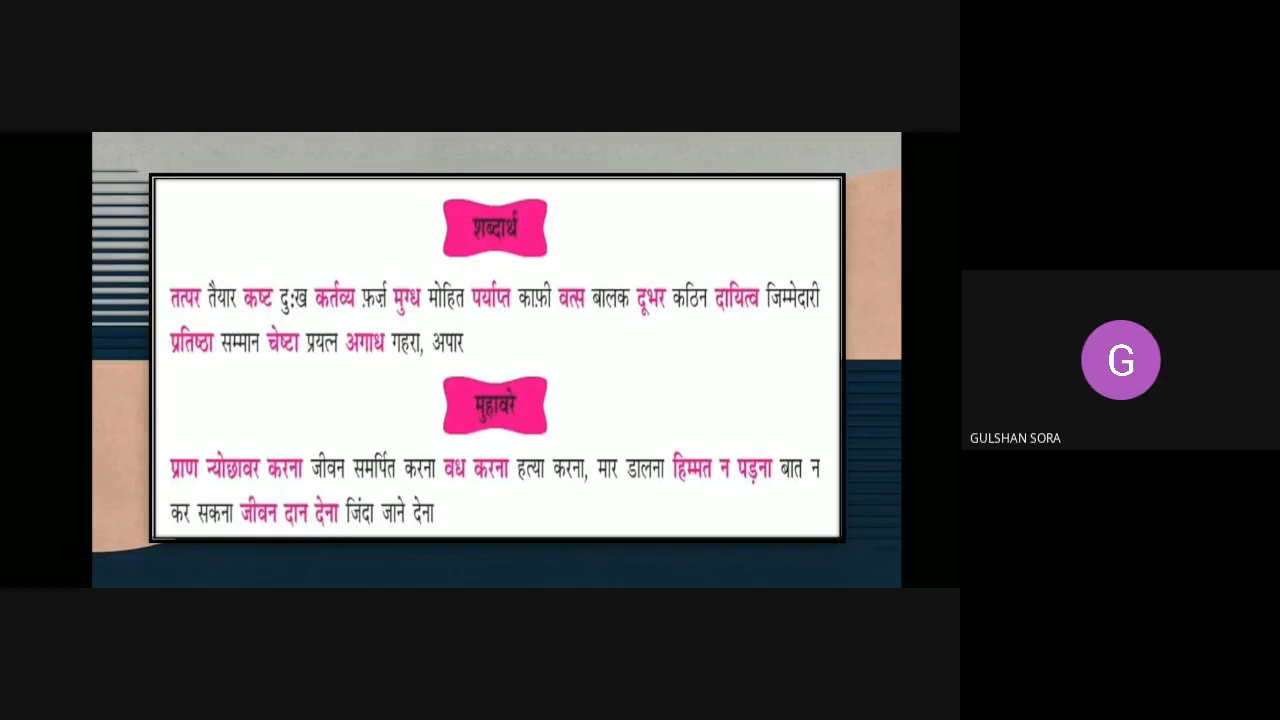 शब्दार्थ
तत्पर तैयार कष्ट दु:ख कर्तव्य फ़र्ज मुग्ध मोहित पर्याप्त काफ़ी वत्स बालक दूभर कठिन दायित्व जिम्मेदारी
प्रतिष्ठा सम्मान चेष्टा प्रयत्न अगाध गहरा, अपार
मुहावरे
प्राण न्योछावर करना जीवन समर्पित करना वध करना हत्या करना, मार डालना हिम्मत न पड़ना बात न
कर सकना जीवन दान देना जिंदा जाने देना
G
GULSHAN SORA